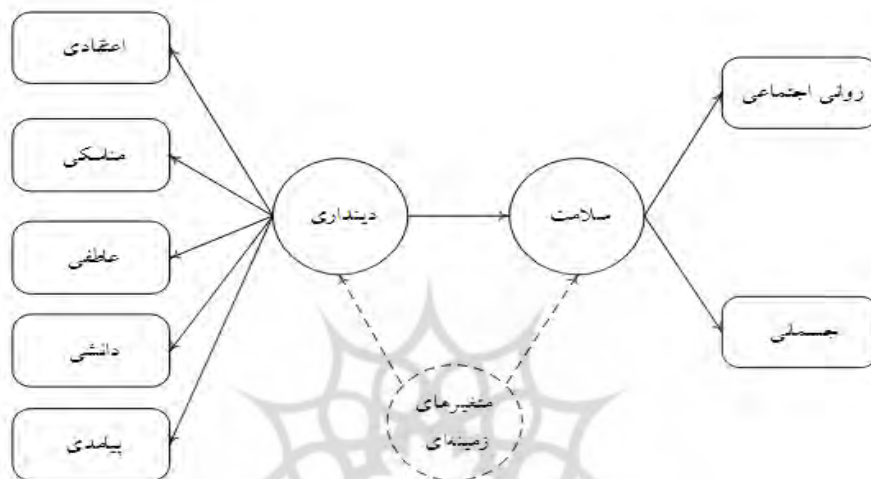 اعتقادی
مناسکی
عاطفی
دانشی
پیامدی
دینداری
سلامت
متغیرهای
زمینه‌ای
روانی اجتماعی
جسمانی